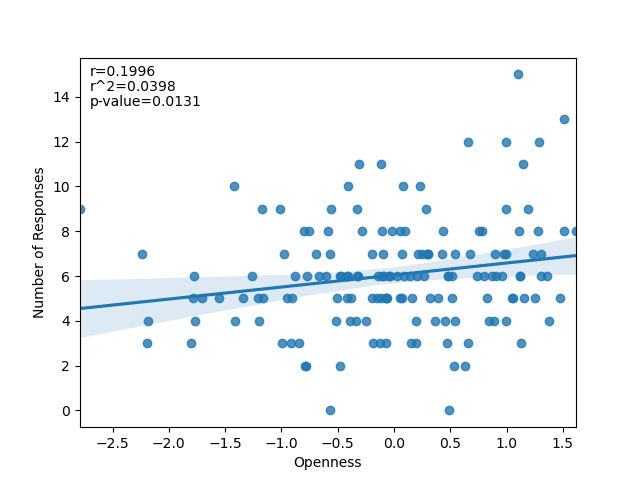 r=0.1996
r^2=0.0398
p-value=0.0131
14
12
10
8
6
4
2
0
Number of Responses
−2.5 −2.0 −1.5 −1.0 −0.5 0.0 0.5 1.0 1.5
Openness